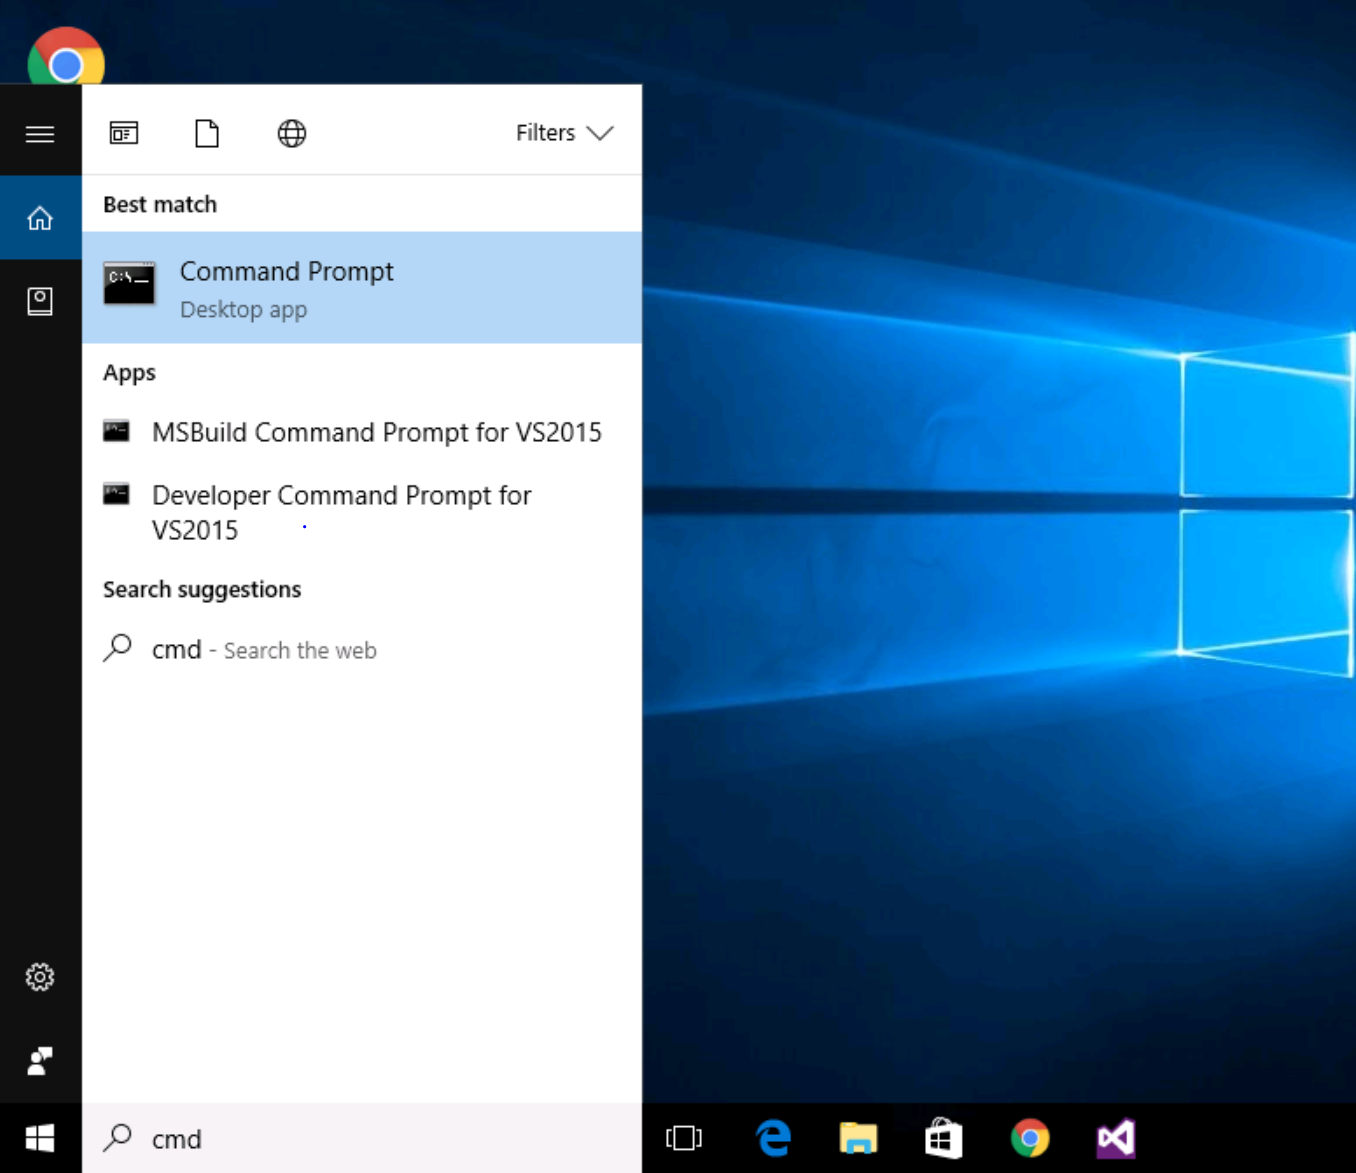 Filters
Best match
C:\_
Command Prompt
Desktop app
Apps
MSBuild Command Prompt for VS2015
Developer Command Prompt for
VS2015
Search suggestions
cmd - Search the web
cmd